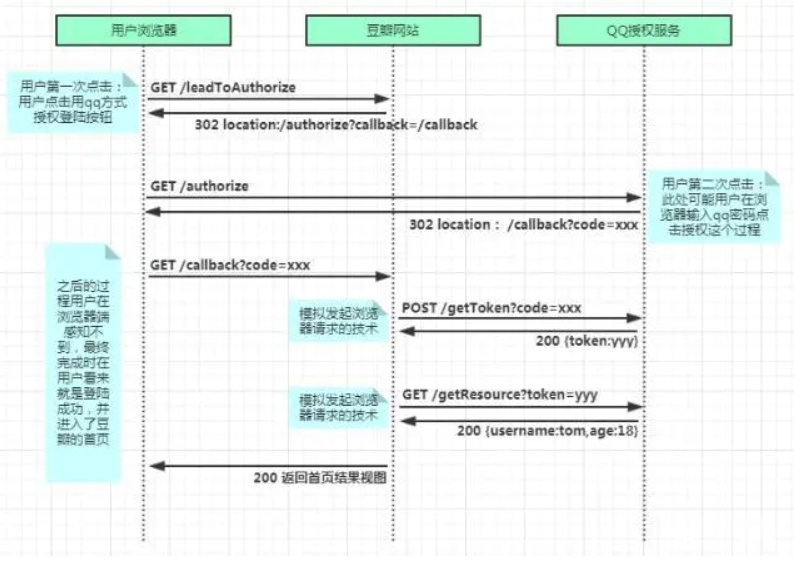 用户浏览器
豆瓣网站
QQ授权服务
用户第一次点击：
用户点击用qq方式
授权登陆按钮
GET /leadToAuthorize
302 location:/authorize?callback=/callback
GET /authorize
用户第二次点击：
此处可能用户在浏
览器输入qq密码点
击授权这个过程
302 location： /callback?code=xxx
之后的过
程用户在
浏览器端
感知不
到，最终
完成时在
用户看来
就是登陆
成功，并
进入了豆
瓣的首页
GET /callback?code=xxx
模拟发起浏览
器请求的技术
POST /getToken?code=xxx
200 {token:yyy}
模拟发起浏览
器请求的技术
GET /getResource?token=yyy
200 {username:tom,age:18}
200 返回首页结果视图